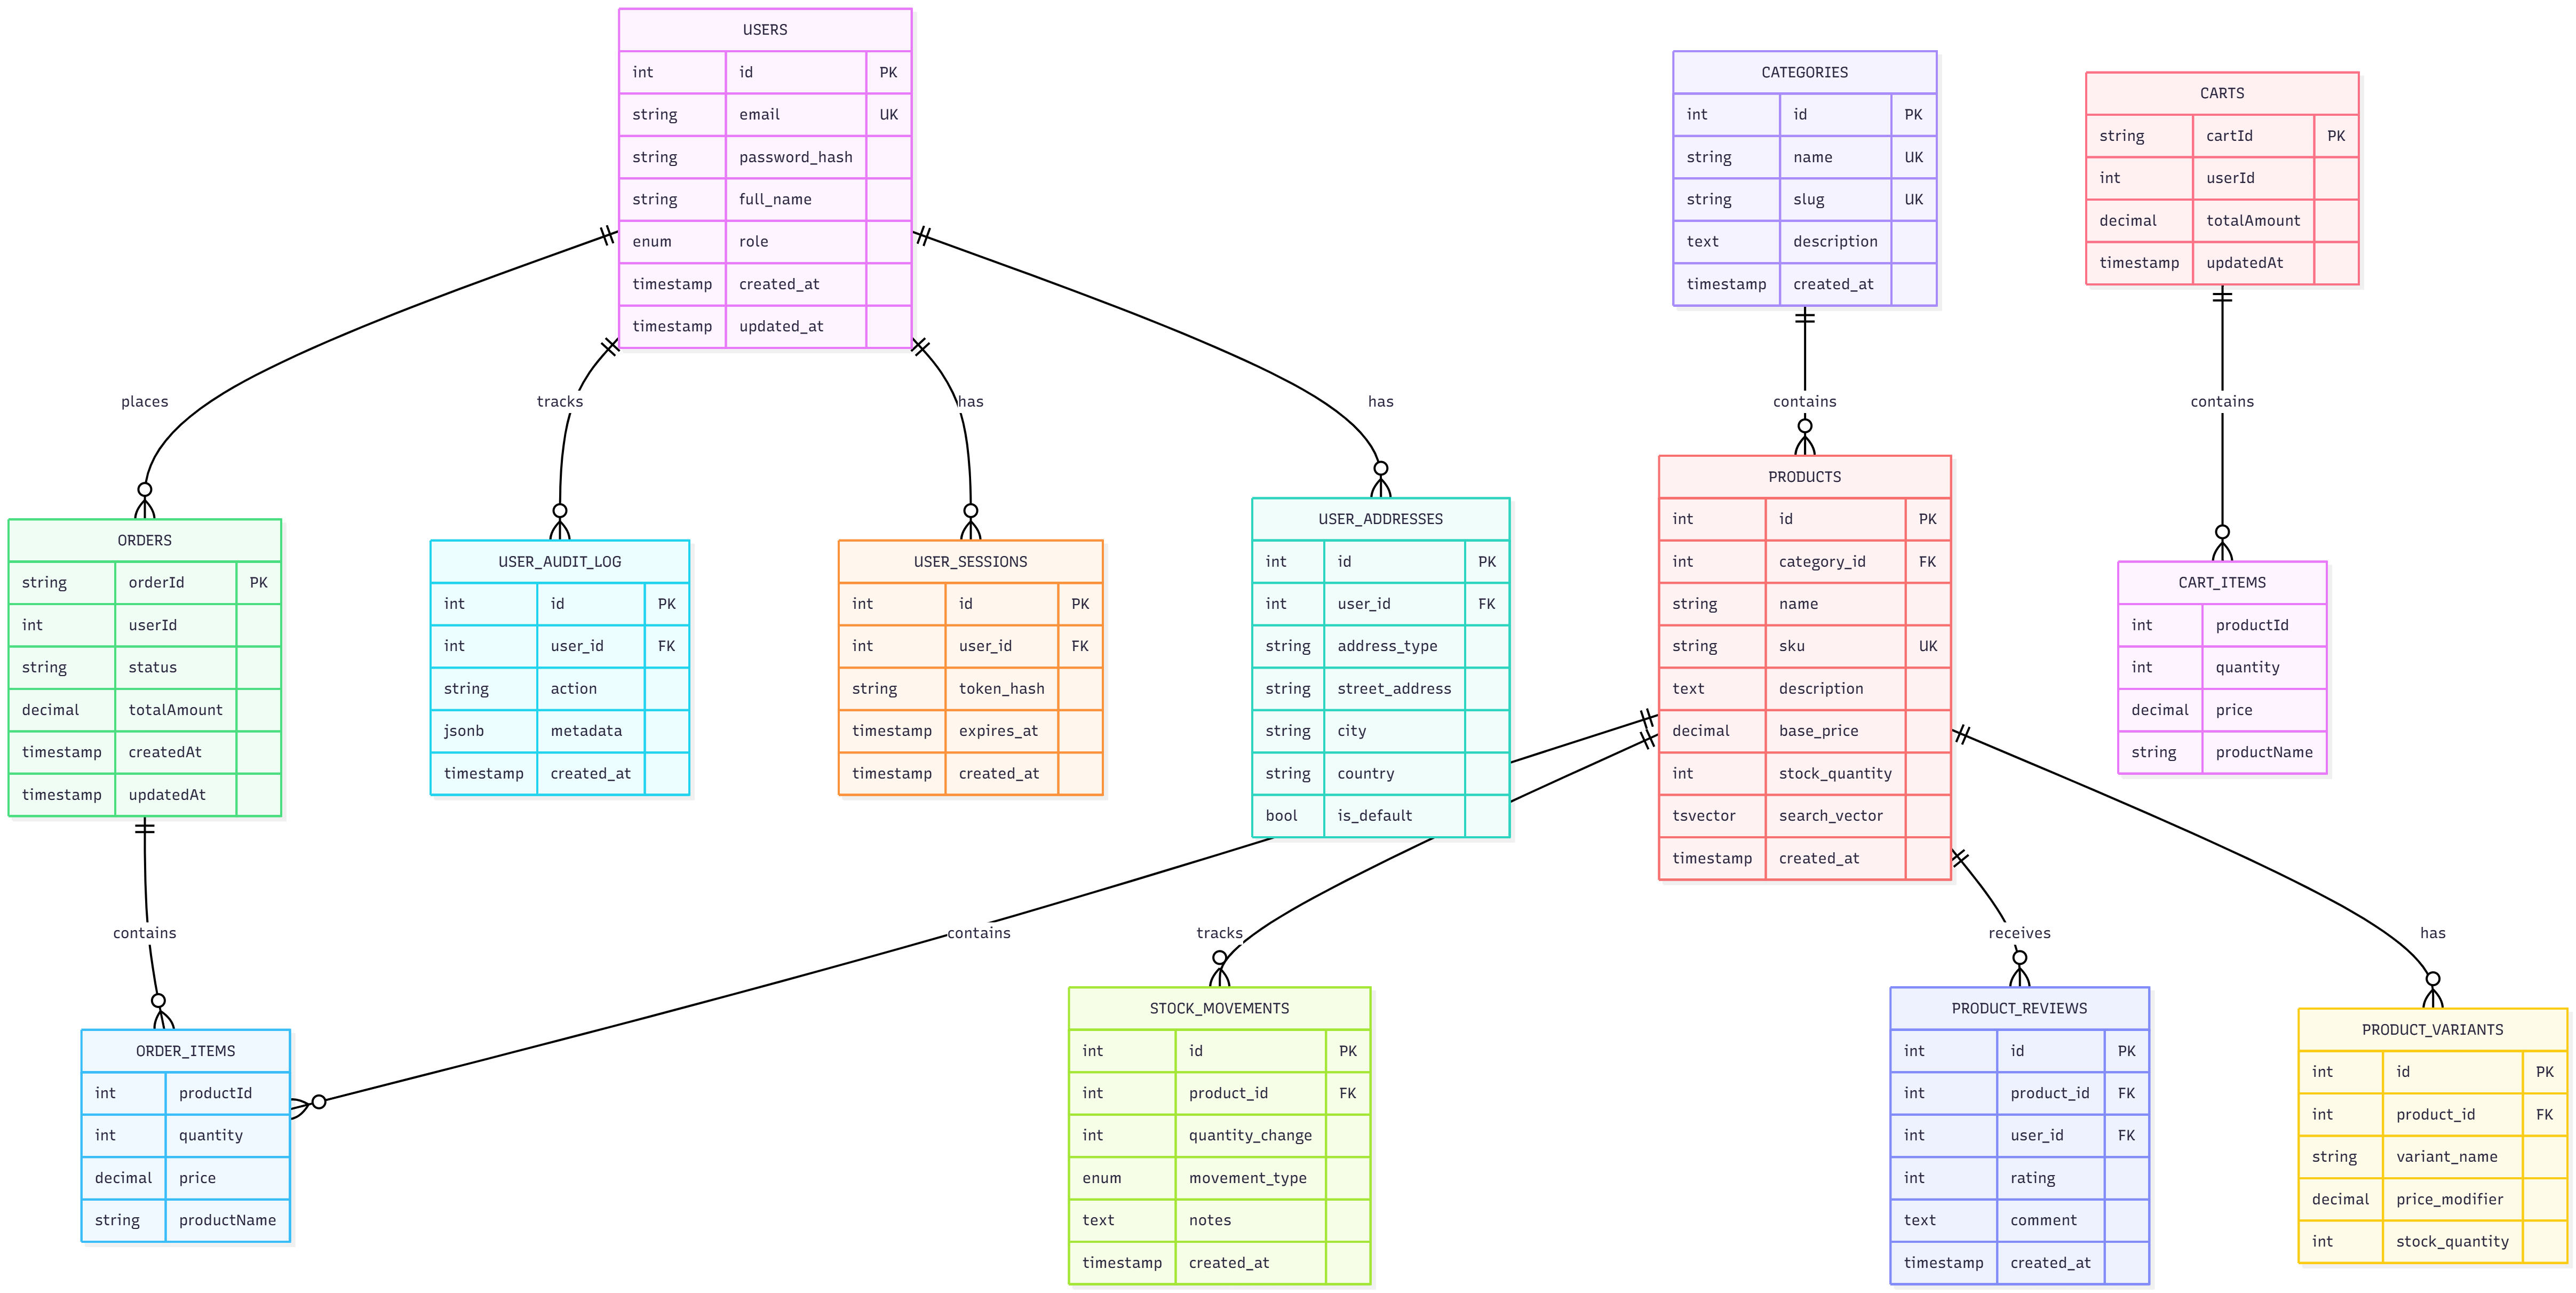 USERS
int id PK
string email UK
string password_hash
string full_name
enum role
timestamp created_at
timestamp updated_at
CATEGORIES
int id PK
string name UK
string slug UK
text description
timestamp created_at
CARTS
string cartId PK
int userId
decimal totalAmount
timestamp updatedAt
places
tracks
has
has
contains
contains
ORDERS
string orderId PK
int userId
string status
decimal totalAmount
timestamp createdAt
timestamp updatedAt
USER_AUDIT_LOG
int id PK
int user_id FK
string action
jsonb metadata
timestamp created_at
USER_SESSIONS
int id PK
int user_id FK
string token_hash
timestamp expires_at
timestamp created_at
USER_ADDRESSES
int id PK
int user_id FK
string address_type
string street_address
string city
string country
bool is_default
PRODUCTS
int id PK
int category_id FK
string name
string sku UK
text description
decimal base_price
int stock_quantity
tsvector search_vector
timestamp created_at
CART_ITEMS
int productId
int quantity
decimal price
string productName
contains
contains
tracks
receives
has
ORDER_ITEMS
int productId
int quantity
decimal price
string productName
STOCK_MOVEMENTS
int id PK
int product_id FK
int quantity_change
enum movement_type
text notes
timestamp created_at
PRODUCT_REVIEWS
int id PK
int product_id FK
int user_id FK
int rating
text comment
timestamp created_at
PRODUCT_VARIANTS
int id PK
int product_id FK
string variant_name
decimal price_modifier
int stock_quantity